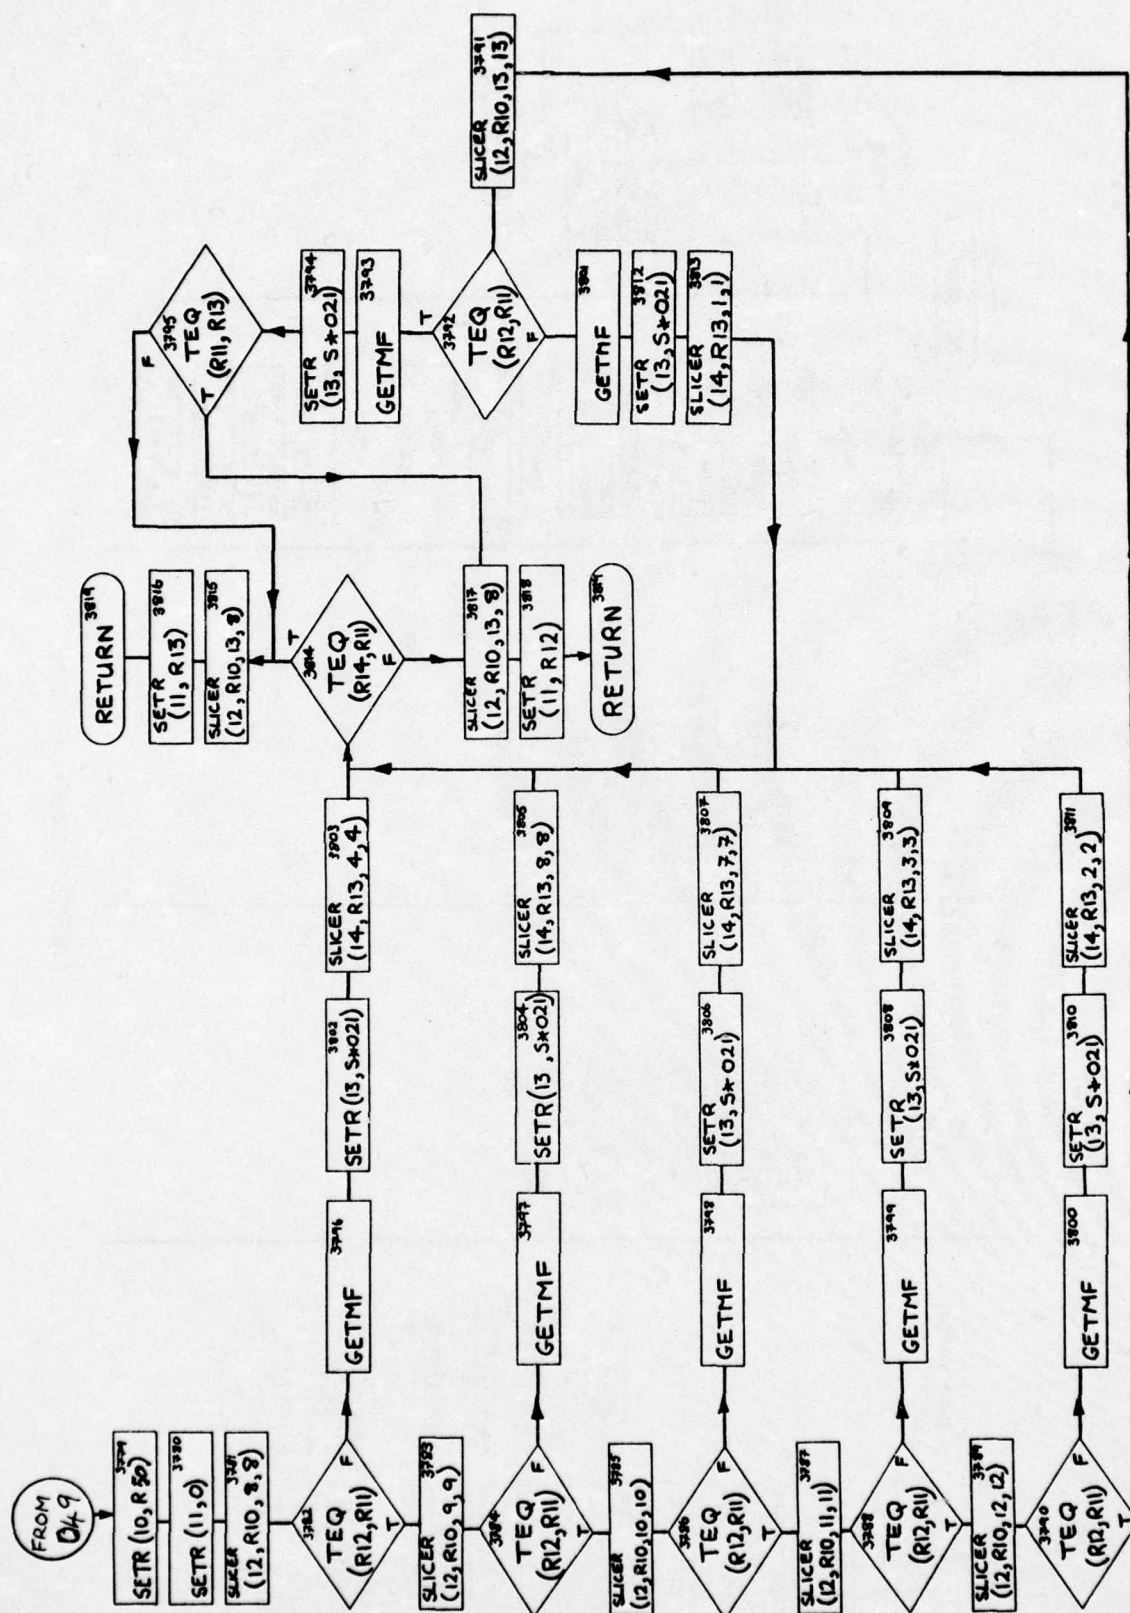 FROM
D49
3779
SETR (10, R50)
3780
SETR (11, 0)
3781
SLICER
(12, R10, 8, 8)
3782
TEQ
(R12, R11)
F
T
3796
GETMF
3802
SETR (13, S*021)
3803
SLICER
(14, R13, 4, 4)
3783
SLICER
(12, R10, 9, 9)
3784
TEQ
(R12, R11)
F
T
3797
GETMF
3804
SETR (13, S*021)
3805
SLICER
(14, R13, 8, 8)
3785
SLICER
(12, R10, 10, 10)
3786
TEQ
(R12, R11)
F
T
3798
GETMF
3806
SETR
(13, S*021)
3807
SLICER
(14, R13, 7, 7)
3787
SLICER
(12, R10, 11, 11)
3788
TEQ
(R12, R11)
F
T
3799
GETMF
3808
SETR
(13, S*021)
3809
SLICER
(14, R13, 3, 3)
3789
SLICER
(12, R10, 12, 12)
3790
TEQ
(R12, R11)
F
T
3800
GETMF
3810
SETR
(13, S*021)
3811
SLICER
(14, R13, 2, 2)
3819
RETURN
3816
SETR
(11, R13)
3815
SLICER
(12, R10, 13, 8)
T
3814
TEQ
(R14, R11)
F
3817
SLICER
(12, R10, 13, 8)
3818
SETR
(11, R12)
3819
RETURN
3795
TEQ
(R11, R13)
F
T
3794
SETR
(13, S*021)
3793
GETMF
T
3792
TEQ
(R12, R11)
F
3801
GETMF
3812
SETR
(13, S*021)
3813
SLICER
(14, R13, 1, 1)
3791
SLICER
(12, R10, 13, 13)